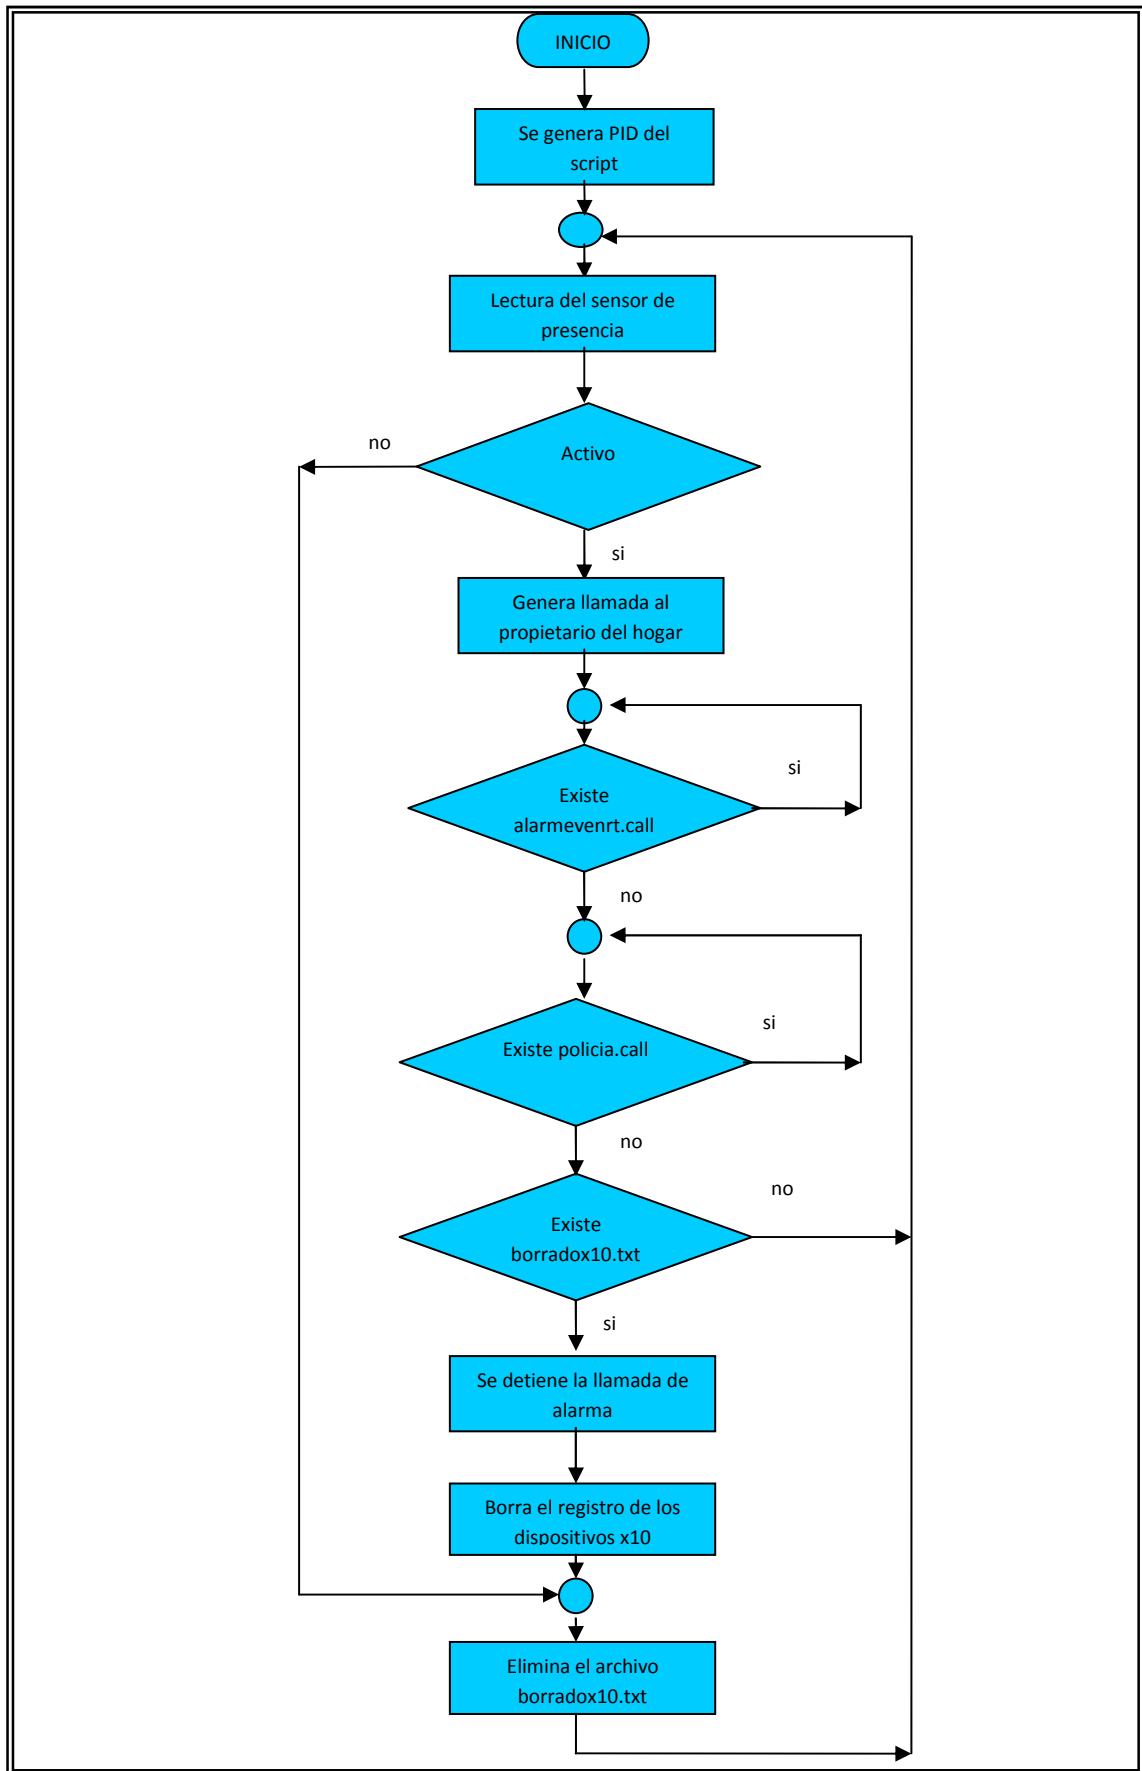 INICIO
Se genera PID del
script
Lectura del sensor de
presencia
no
Activo
si
Genera llamada al
propietario del hogar
si
Existe
alarmevenrt.call
no
si
Existe policia.call
no
no
Existe
borradox10.txt
si
Se detiene la llamada de
alarma
Borra el registro de los
dispositivos x10
Elimina el archivo
borradox10.txt